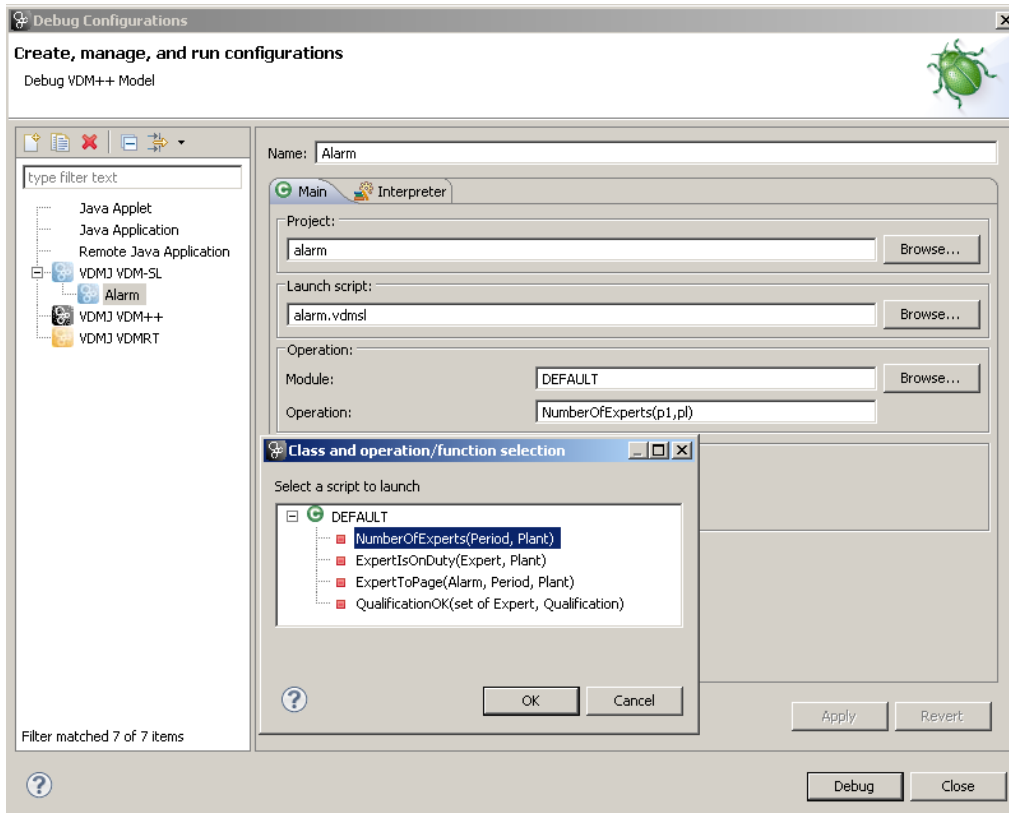 Debug Configurations
Create, manage, and run configurations
Debug VDM++ Model
type filter text
Java Applet
Java Application
Remote Java Application
VDMJ VDM-SL
Alarm
VDMJ VDM++
VDMJ VDMRT
Filter matched 7 of 7 items
Name: Alarm
Main Interpreter
Project:
alarm Browse...
Launch script:
alarm.vdmsl Browse...
Operation:
Module: DEFAULT Browse...
Operation: NumberOfExperts(p1,pl)
Class and operation/function selection
Select a script to launch
DEFAULT
NumberOfExperts(Period, Plant)
ExpertIsOnDuty(Expert, Plant)
ExpertToPage(Alarm, Period, Plant)
QualificationOK(set of Expert, Qualification)
OK Cancel
Apply Revert
Debug Close